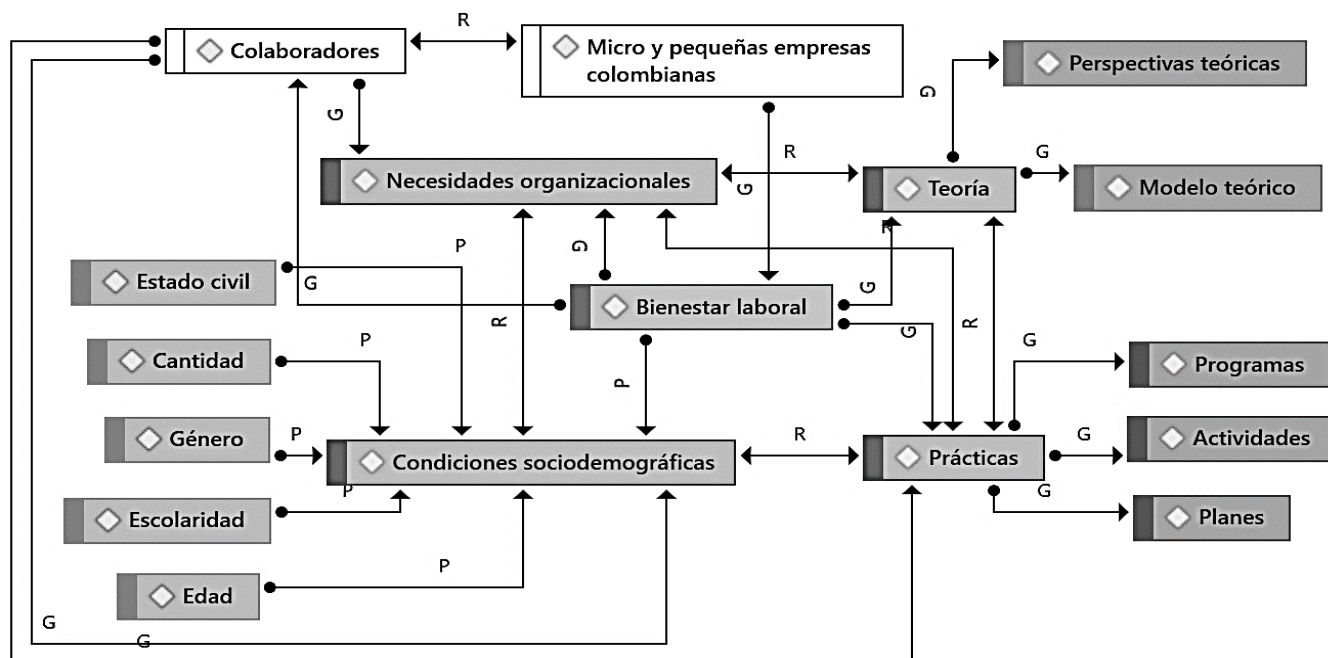 R
Colaboradores
Micro y pequeñas empresas
colombianas
Perspectivas teóricas
G
G
R
G
Necesidades organizacionales
G
Teoría
Modelo teórico
R
P
G
Estado civil
G
Bienestar laboral
G
R
R
G
P
P
G
Cantidad
Programas
Género
P
R
G
Actividades
Condiciones sociodemográficas
Prácticas
P
G
Escolaridad
Planes
P
Edad
G
G